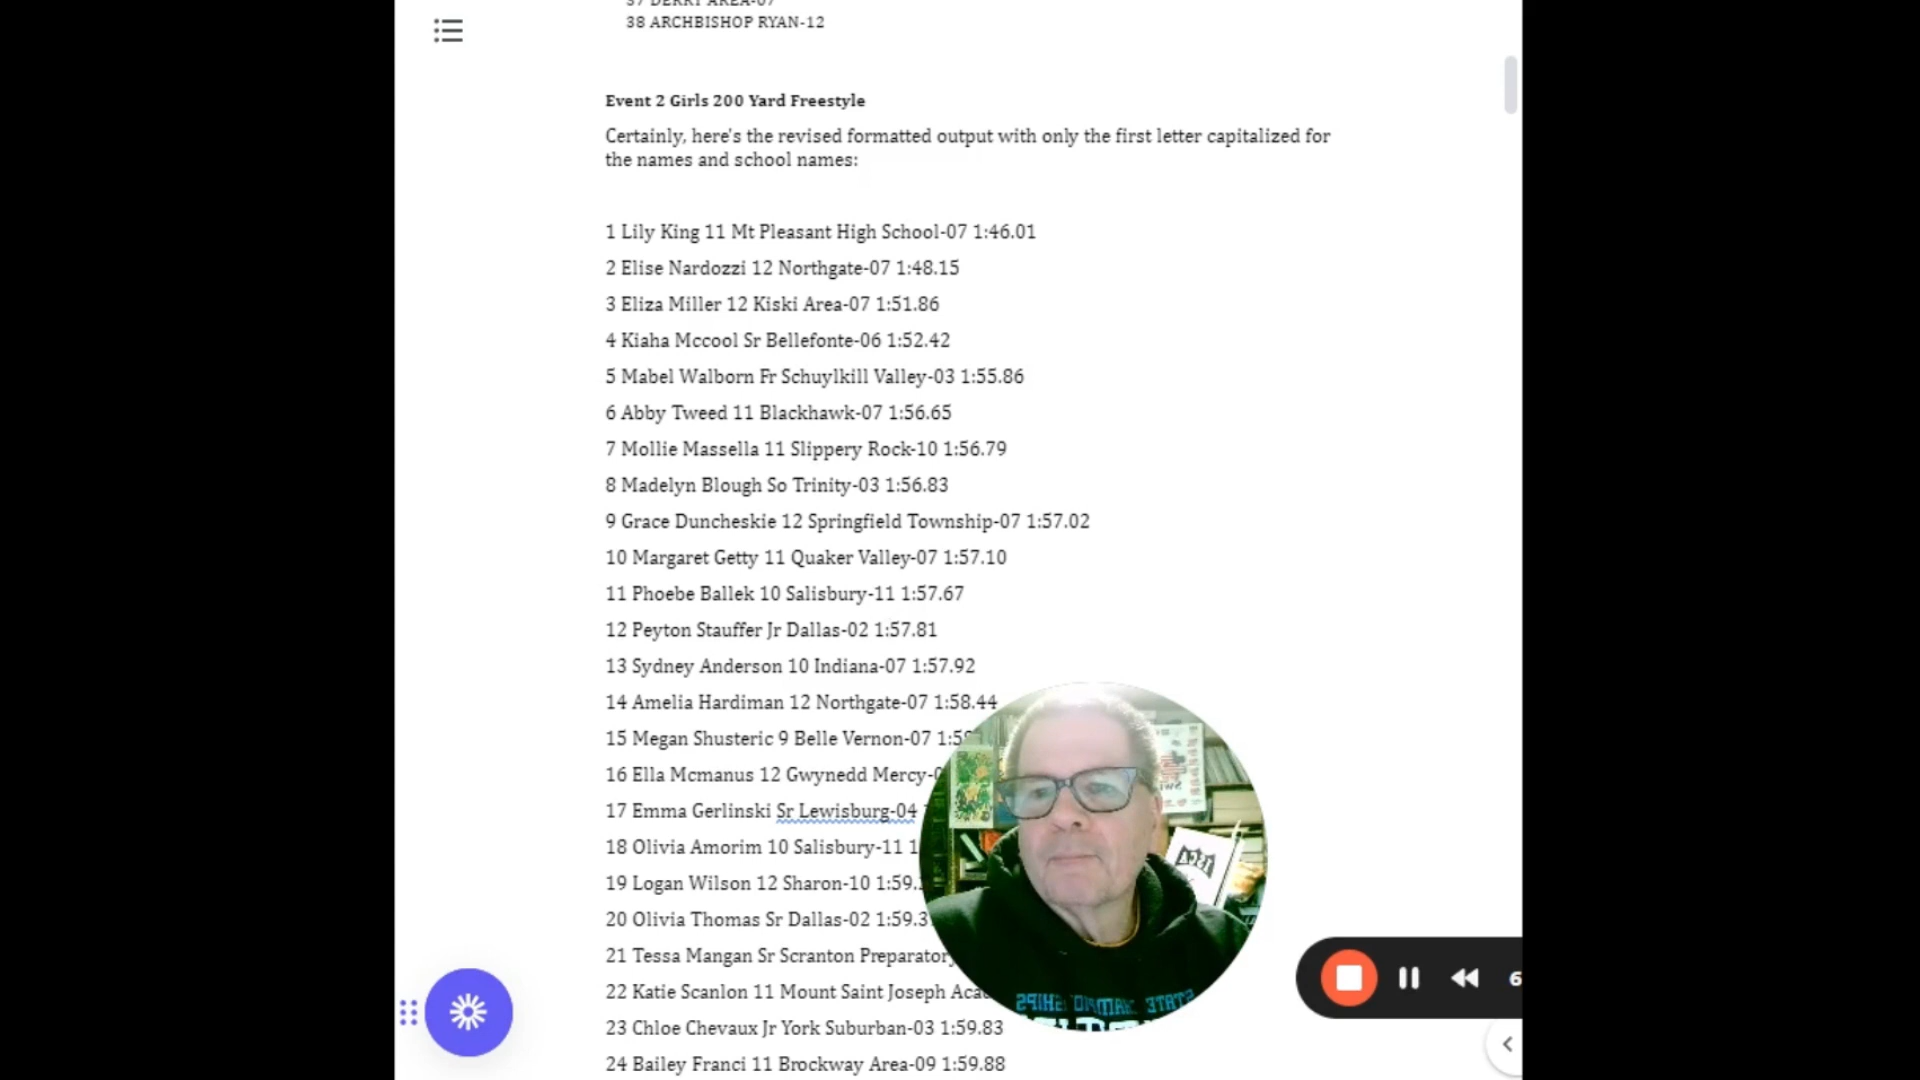 38 ARCHBISHOP RYAN-12
Event 2 Girls 200 Yard Freestyle
Certainly, here's the revised formatted output with only the first letter capitalized for
the names and school names:
1 Lily King 11 Mt Pleasant High School-07 1:46.01
2 Elise Nardozzi 12 Northgate-07 1:48.15
3 Eliza Miller 12 Kiski Area-07 1:51.86
4 Kiaha Mccool Sr Bellefonte-06 1:52.42
5 Mabel Walborn Fr Schuylkill Valley-03 1:55.86
6 Abby Tweed 11 Blackhawk-07 1:56.65
7 Mollie Massella 11 Slippery Rock-10 1:56.79
8 Madelyn Blough So Trinity-03 1:56.83
9 Grace Duncheskie 12 Springfield Township-07 1:57.02
10 Margaret Getty 11 Quaker Valley-07 1:57.10
11 Phoebe Ballek 10 Salisbury-11 1:57.67
12 Peyton Stauffer Jr Dallas-02 1:57.81
13 Sydney Anderson 10 Indiana-07 1:57.92
14 Amelia Hardiman 12 Northgate-07 1:58.44
15 Megan Shusteric 9 Belle Vernon-07
16 Ella Mcmanus 12 Gwynedd Mercy-
17 Emma Gerlinski Sr Lewisburg-04
18 Olivia Amorim 10 Salisbury-11
19 Logan Wilson 12 Sharon-10 1:59.
20 Olivia Thomas Sr Dallas-02 1:59.3
21 Tessa Mangan Sr Scranton Preparatory
22 Katie Scanlon 11 Mount Saint Joseph
23 Chloe Chevaux Jr York Suburban-03 1:59.83
24 Bailey Franci 11 Brockway Area-09 1:59.88
ISCA
STATE
6